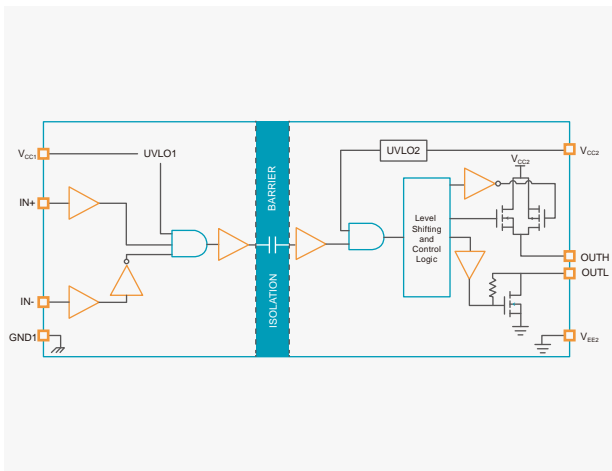 VCC1
UVLO1
IN+
IN-
GND1
BARRIER
ISOLATION
UVLO2
VCC2
VCC2
Level
Shifting
and
Control
Logic
OUTH
OUTL
VEE2